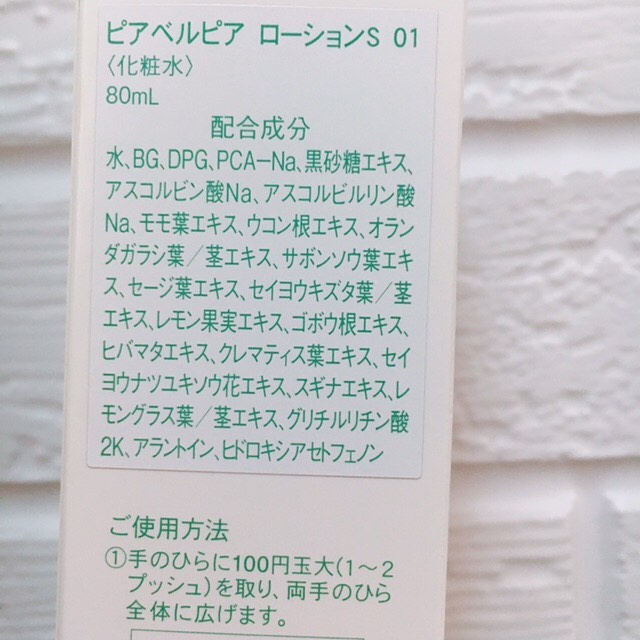 ピアベルピア ローションS 01
〈化粧水〉
80mL
配合成分
水、BG、DPG、PCA－Na、黒砂糖エキス、
アスコルビン酸Na、アスコルビルリン酸
Na、モモ葉エキス、ウコン根エキス、オラン
ダガラシ葉／茎エキス、サボンソウ葉エキ
ス、セージ葉エキス、セイヨウキズタ葉／茎
エキス、レモン果実エキス、ゴボウ根エキス、
ヒバマタエキス、クレマティス葉エキス、セイ
ヨウナツユキソウ花エキス、スギナエキス、レ
モングラス葉／茎エキス、グリチルリチン酸
2K、アラントイン、ヒドロキシアセトフェノン
ご使用方法
①手のひらに100円玉大(1～2
プッシュ)を取り、両手のひら
全体に広げます。